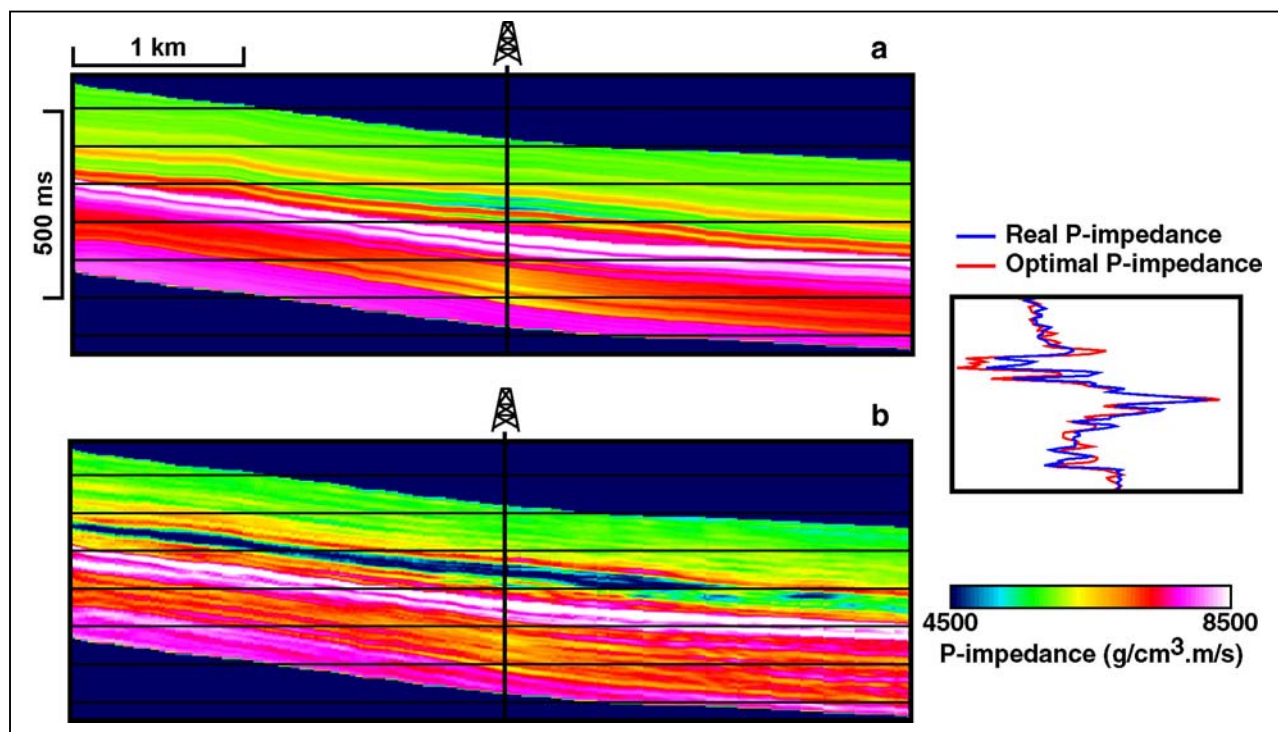 1 km
a
500 ms
Real P-impedance
Optimal P-impedance
b
4500 8500
P-impedance (g/cm³.m/s)